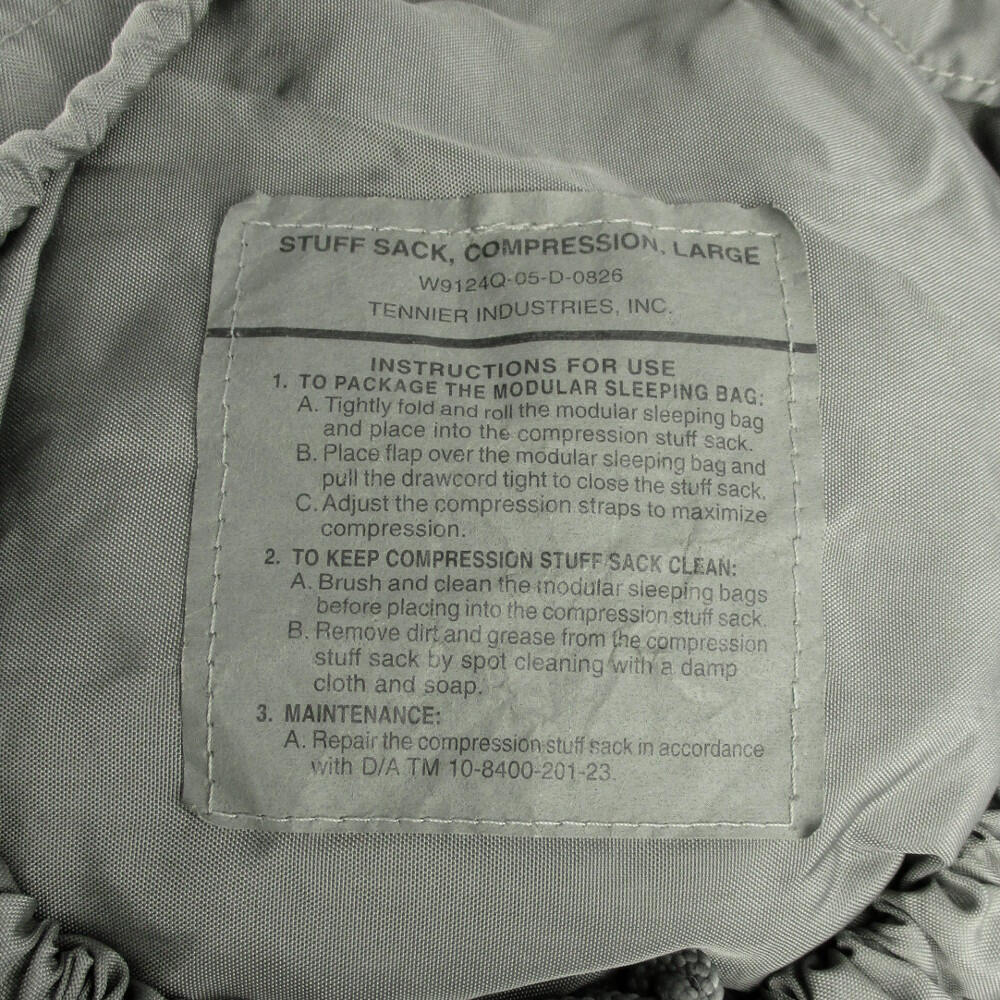 STUFF SACK, COMPRESSION, LARGE
W9124Q-05-D-0826
TENNIER INDUSTRIES, INC.
INSTRUCTIONS FOR USE
1. TO PACKAGE THE MODULAR SLEEPING BAG:
A. Tightly fold and roll the modular sleeping bag
and place into the compression stuff sack.
B. Place flap over the modular sleeping bag and
pull the drawcord tight to close the stuff sack.
C. Adjust the compression straps to maximize
compression.
2. TO KEEP COMPRESSION STUFF SACK CLEAN:
A. Brush and clean the modular sleeping bags
before placing into the compression stuff sack.
B. Remove dirt and grease from the compression
stuff sack by spot cleaning with a damp
cloth and soap.
3. MAINTENANCE:
A. Repair the compression stuff sack in accordance
with D/A TM 10-8400-201-23.